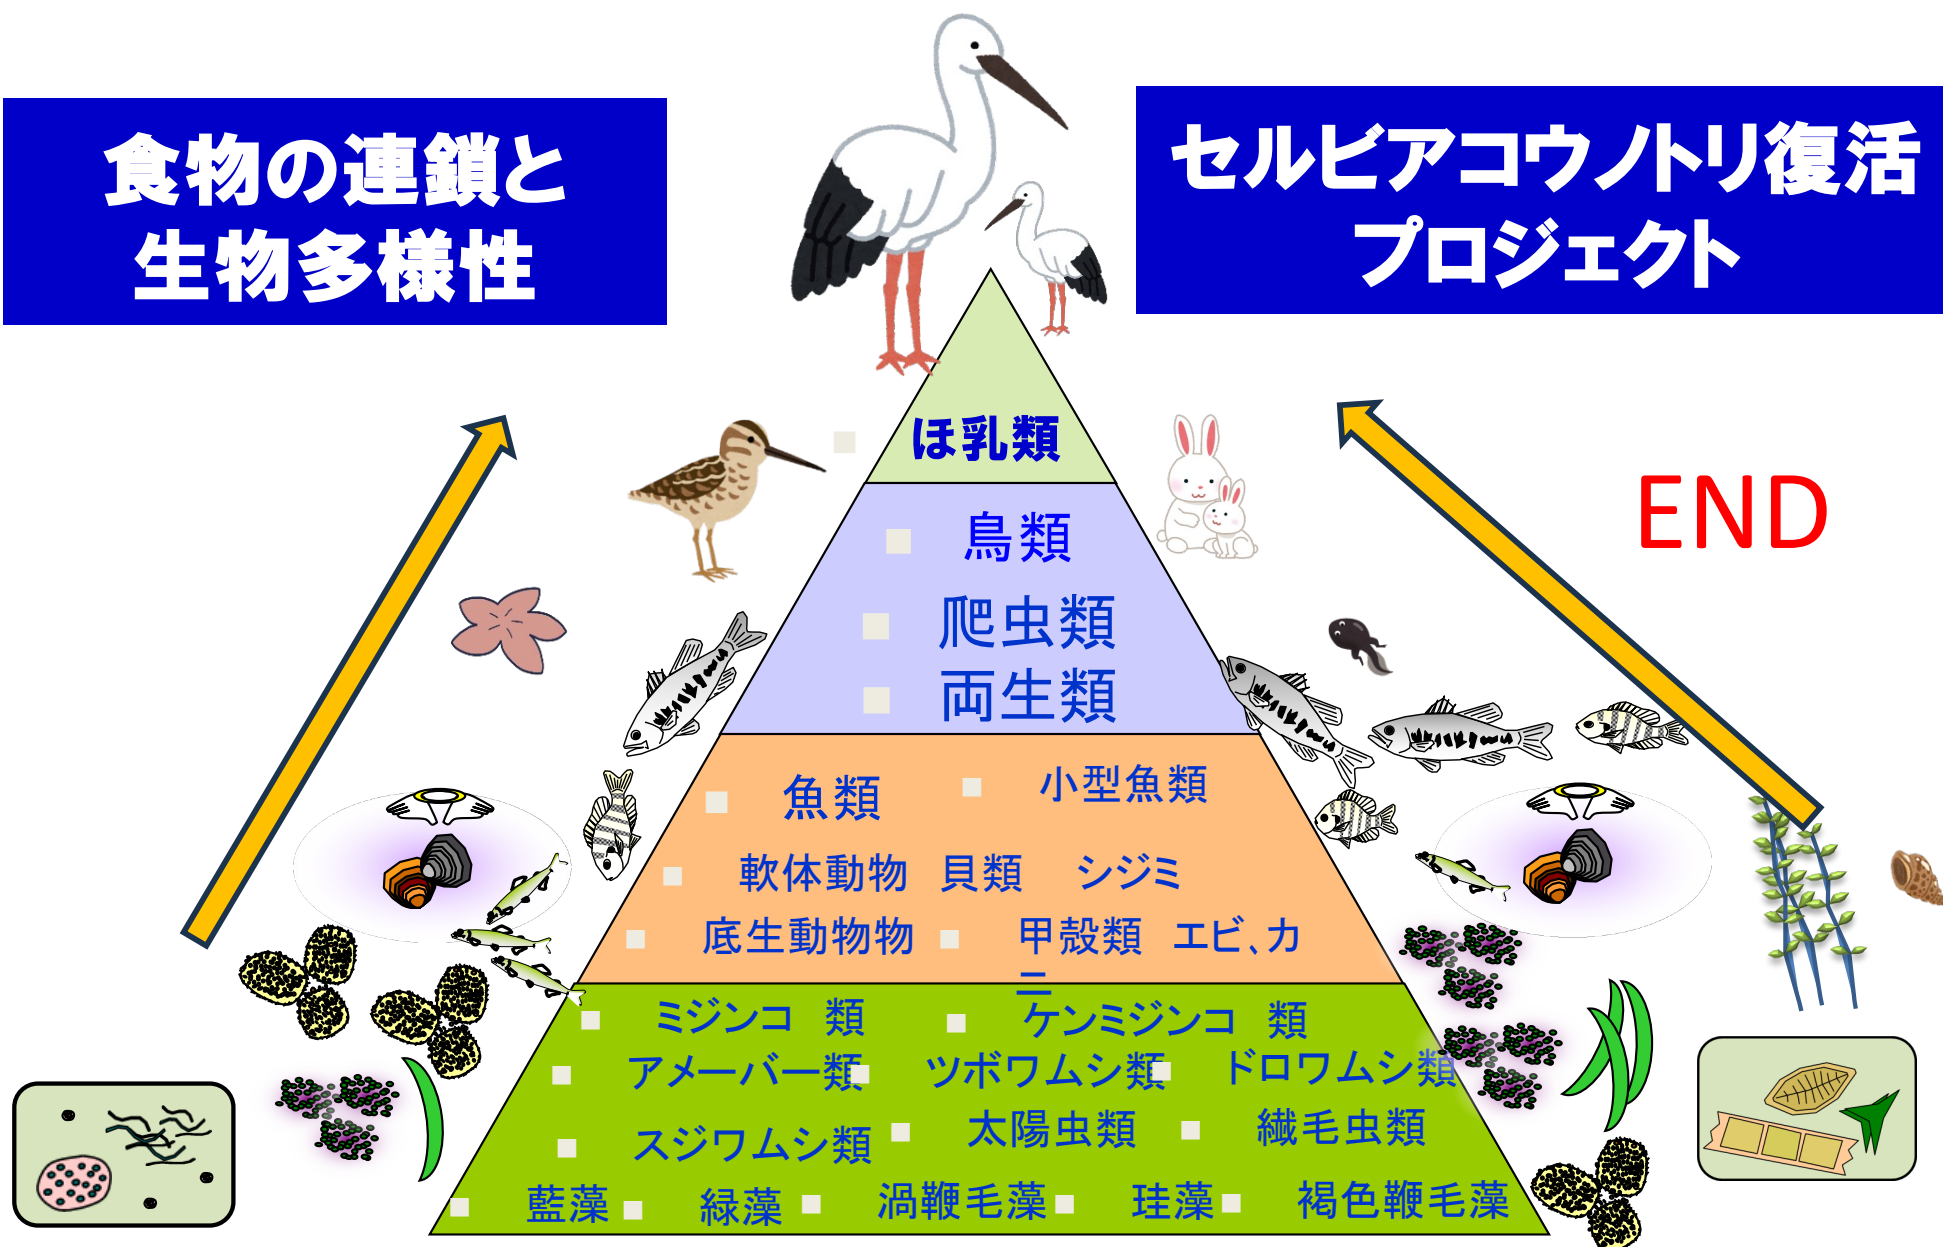 食物の連鎖と
生物多様性
セルビアコウノトリ復活
プロジェクト
ほ乳類
END
鳥類
爬虫類
両生類
魚類 小型魚類
軟体動物 貝類 シジミ
底生動物物 甲殻類 エビ、カ
ニ
ミジンコ 類 ケンミジンコ 類
アメーバー類 ツボワムシ類 ドロワムシ類
スジワムシ類 太陽虫類 繊毛虫類
藍藻 緑藻 渦鞭毛藻 珪藻 褐色鞭毛藻